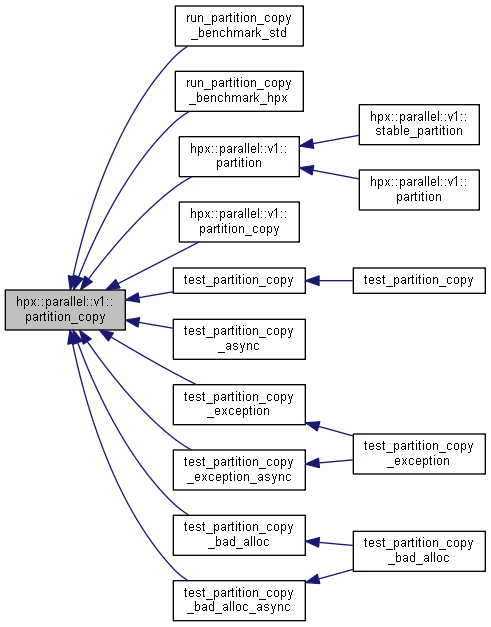 run_partition_copy
_benchmark_std
run_partition_copy
_benchmark_hpx
hpx::parallel::v1::
stable_partition
hpx::parallel::v1::
partition
hpx::parallel::v1::
partition
hpx::parallel::v1::
partition_copy
test_partition_copy
test_partition_copy
hpx::parallel::v1::
partition_copy
test_partition_copy
_async
test_partition_copy
_exception
test_partition_copy
_exception
test_partition_copy
_exception_async
test_partition_copy
_bad_alloc
test_partition_copy
_bad_alloc
test_partition_copy
_bad_alloc_async